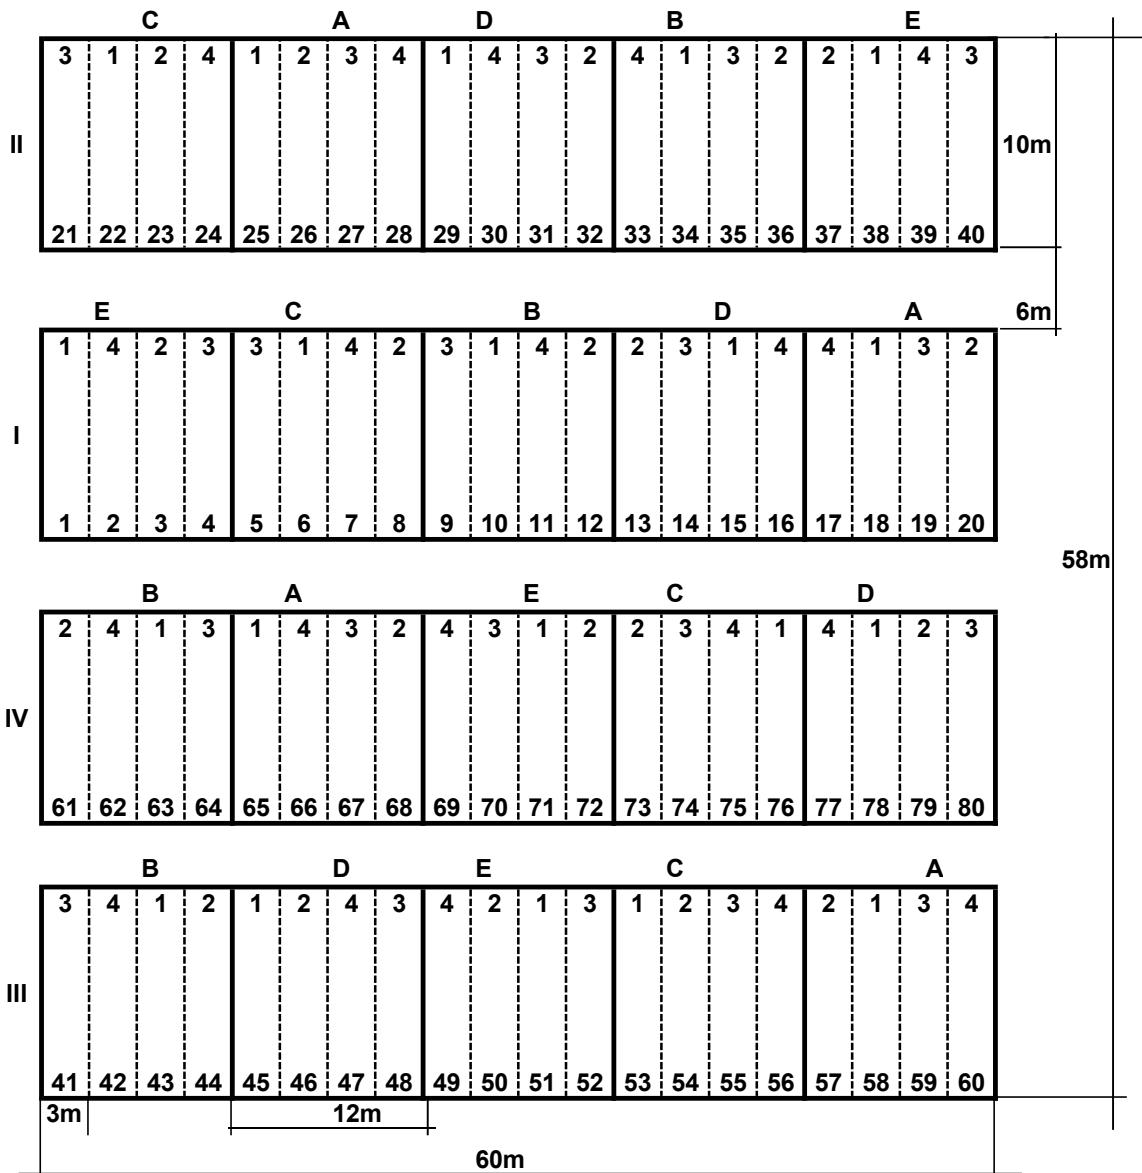 C A D B E
3 1 2 4 1 2 3 4 1 4 3 2 4 1 3 2 2 1 4 3
II 10m
21 22 23 24 25 26 27 28 29 30 31 32 33 34 35 36 37 38 39 40
E C B D A 6m
1 4 2 3 3 1 4 2 3 1 4 2 2 3 1 4 4 1 3 2
I
1 2 3 4 5 6 7 8 9 10 11 12 13 14 15 16 17 18 19 20
58m
B A E C D
2 4 1 3 1 4 3 2 4 3 1 2 2 3 4 1 4 1 2 3
IV
61 62 63 64 65 66 67 68 69 70 71 72 73 74 75 76 77 78 79 80
B D E C A
3 4 1 2 1 2 4 3 4 2 1 3 1 2 3 4 2 1 3 4
III
41 42 43 44 45 46 47 48 49 50 51 52 53 54 55 56 57 58 59 60
3m 12m
60m